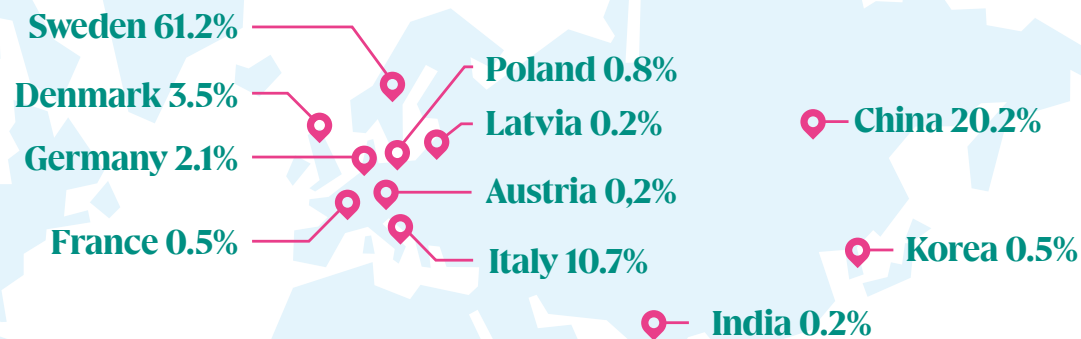 Sweden 61.2%
Denmark 3.5%
Germany 2.1%
France 0.5%
Poland 0.8%
Latvia 0.2%
Austria 0,2%
Italy 10.7%
China 20.2%
Korea 0.5%
India 0.2%